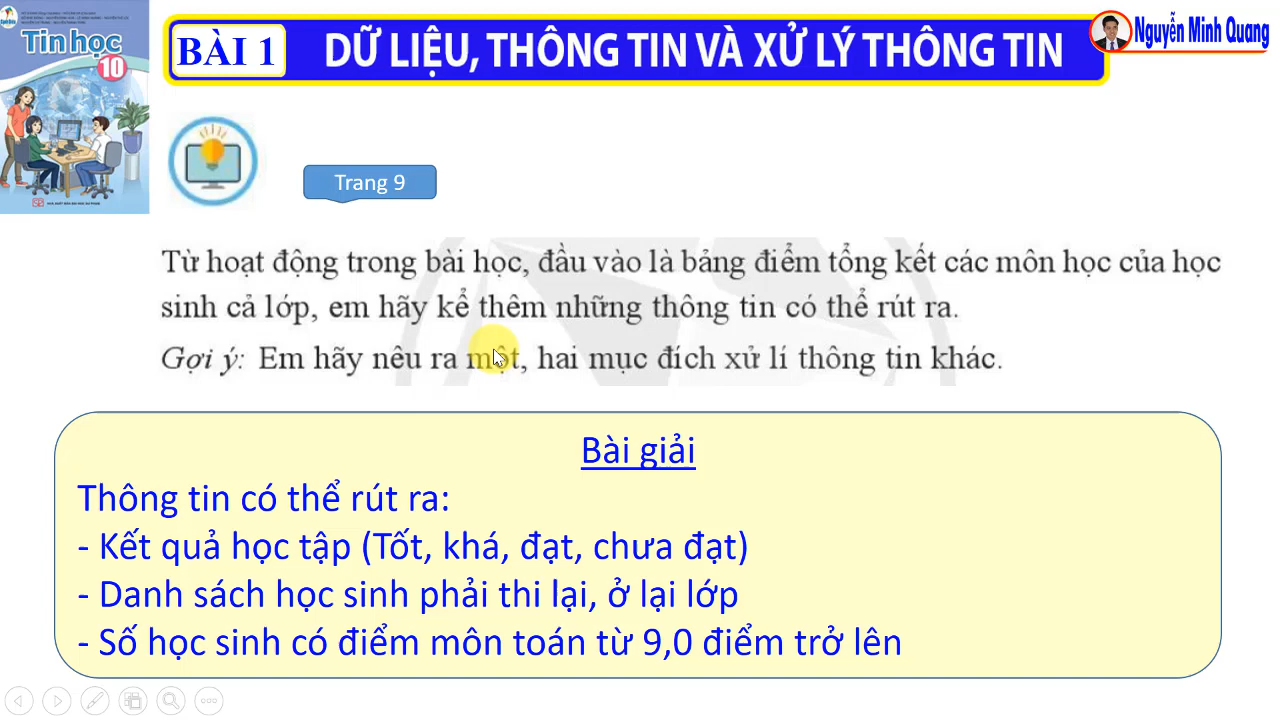 Tin học
10
BÀI 1
DỮ LIỆU, THÔNG TIN VÀ XỬ LÝ THÔNG TIN
Nguyễn Minh Quang
Trang 9
Từ hoạt động trong bài học, đầu vào là bảng điểm tổng kết các môn học của học
sinh cả lớp, em hãy kể thêm những thông tin có thể rút ra.
Gợi ý: Em hãy nêu ra một, hai mục đích xử lí thông tin khác.
Bài giải
Thông tin có thể rút ra:
- Kết quả học tập (Tốt, khá, đạt, chưa đạt)
- Danh sách học sinh phải thi lại, ở lại lớp
- Số học sinh có điểm môn toán từ 9,0 điểm trở lên